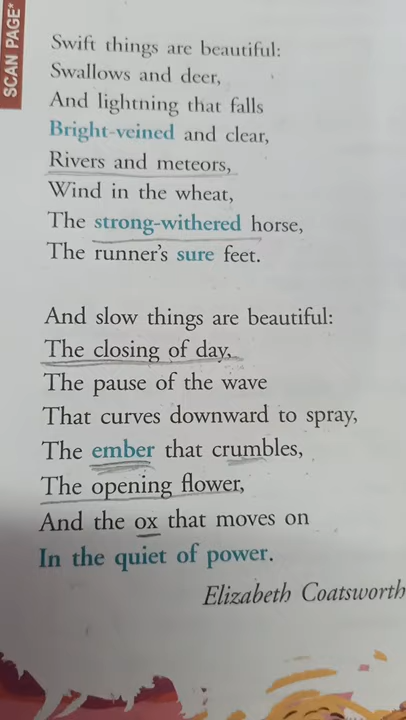 SCAN PAGE*
Swift things are beautiful:
Swallows and deer,
And lightning that falls
Bright-veined and clear,
Rivers and meteors,
Wind in the wheat,
The strong-withered horse,
The runner's sure feet.
And slow things are beautiful:
The closing of day,
The pause of the wave
That curves downward to spray,
The ember that crumbles,
The opening flower,
And the ox that moves on
In the quiet of power.
Elizabeth Coatsworth